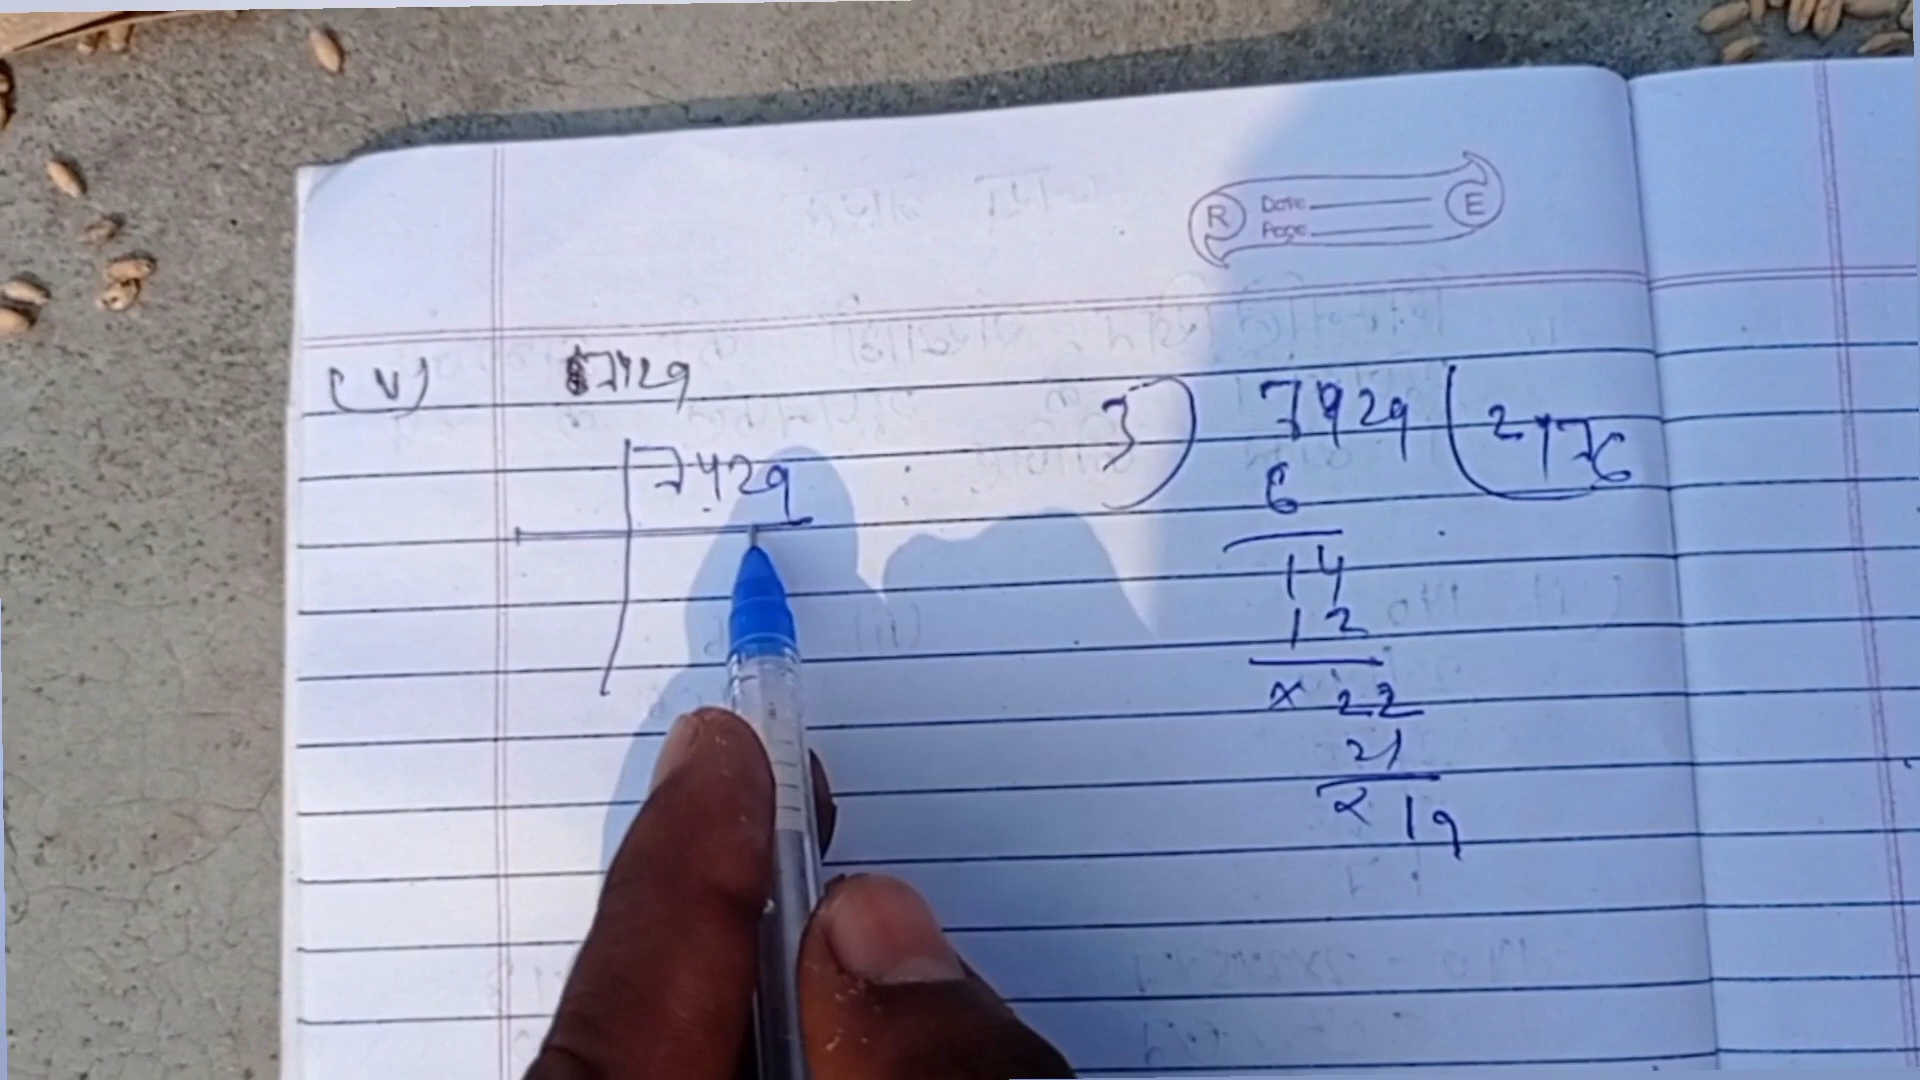 R Date E
Page
(V) 7429
7429
3) 7429 (2476
6
14
12
x 22
21
x 19